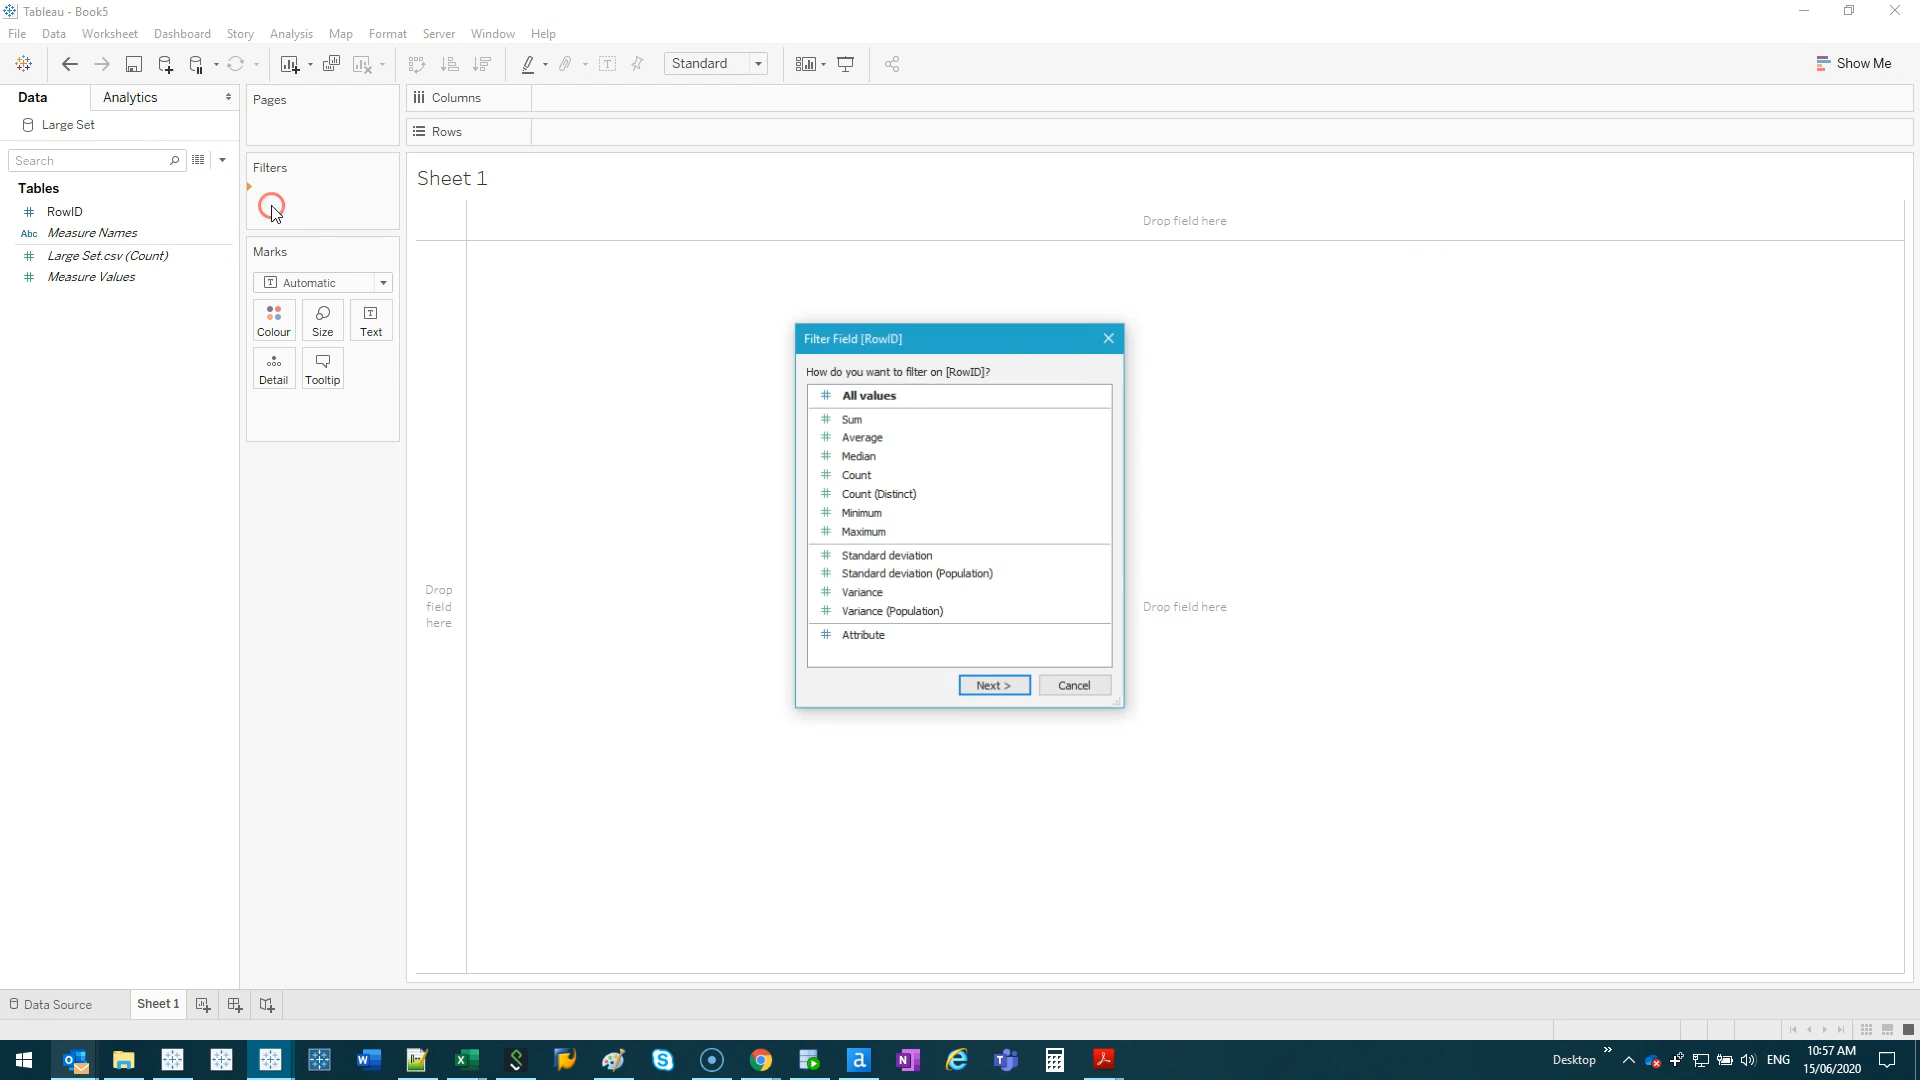 Tableau - Book5
File Data Worksheet Dashboard Story Analysis Map Format Server Window Help
Standard
Show Me
Data
Analytics
Large Set
Search
Tables
RowID
Abc Measure Names
Large Set.csv (Count)
Measure Values
Pages
Filters
Marks
Automatic
Colour
Size
Text
Detail
Tooltip
Columns
Rows
Sheet 1
Drop field here
Drop
field
here
Drop field here
Filter Field [RowID]
How do you want to filter on [RowID]?
All values
Sum
Average
Median
Count
Count (Distinct)
Minimum
Maximum
Standard deviation
Standard deviation (Population)
Variance
Variance (Population)
Attribute
Next >
Cancel
Data Source
Sheet 1
Desktop
ENG
10:57 AM
15/06/2020